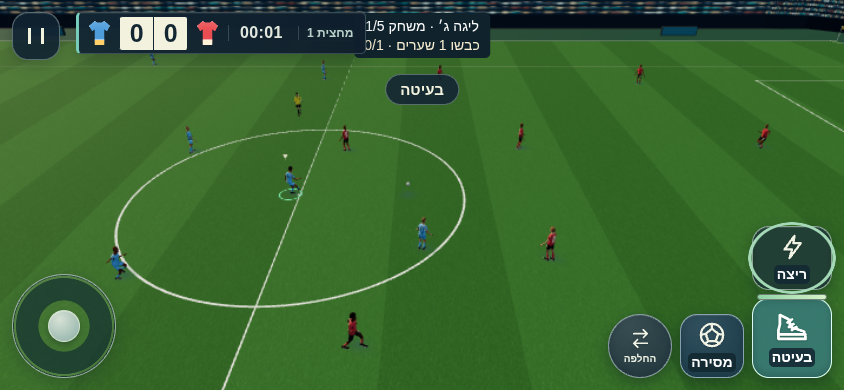 0 0
00:01
מחצית 1
ליגה ג׳ · משחק 1/5
כבשו 1 שערים · 0/1
בעיטה
ריצה
בעיטה
מסירה
החלפה